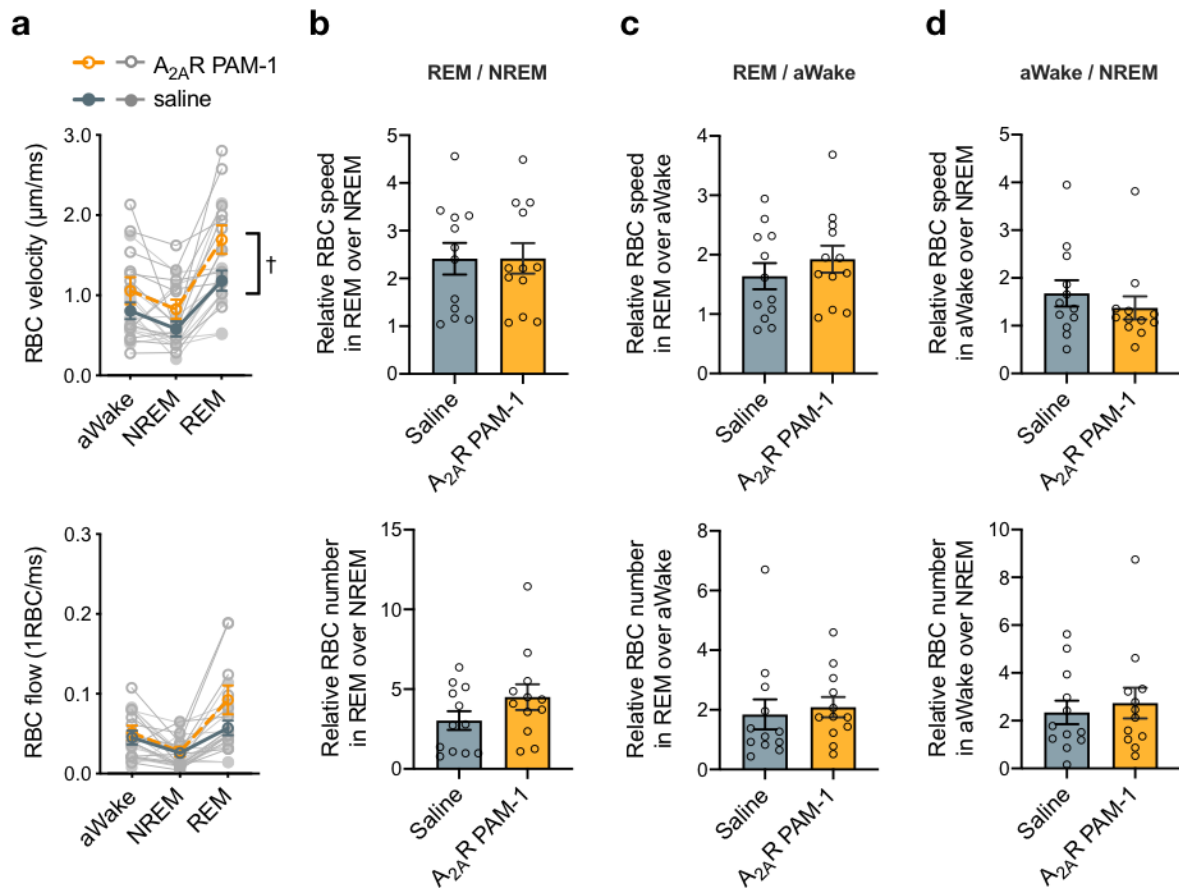 a
A2AR PAM-1
saline
RBC velocity (µm/ms)
3.0
2.0
1.0
0.0
†
aWake
NREM
REM
b
REM / NREM
Relative RBC speed
in REM over NREM
5
4
3
2
1
0
Saline
A2AR PAM-1
c
REM / aWake
Relative RBC speed
in REM over aWake
4
3
2
1
0
Saline
A2AR PAM-1
d
aWake / NREM
Relative RBC speed
in aWake over NREM
5
4
3
2
1
0
Saline
A2AR PAM-1
RBC flow (1RBC/ms)
0.3
0.2
0.1
0.0
aWake
NREM
REM
Relative RBC number
in REM over NREM
15
10
5
0
Saline
A2AR PAM-1
Relative RBC number
in REM over aWake
8
6
4
2
0
Saline
A2AR PAM-1
Relative RBC number
in aWake over NREM
10
8
6
4
2
0
Saline
A2AR PAM-1